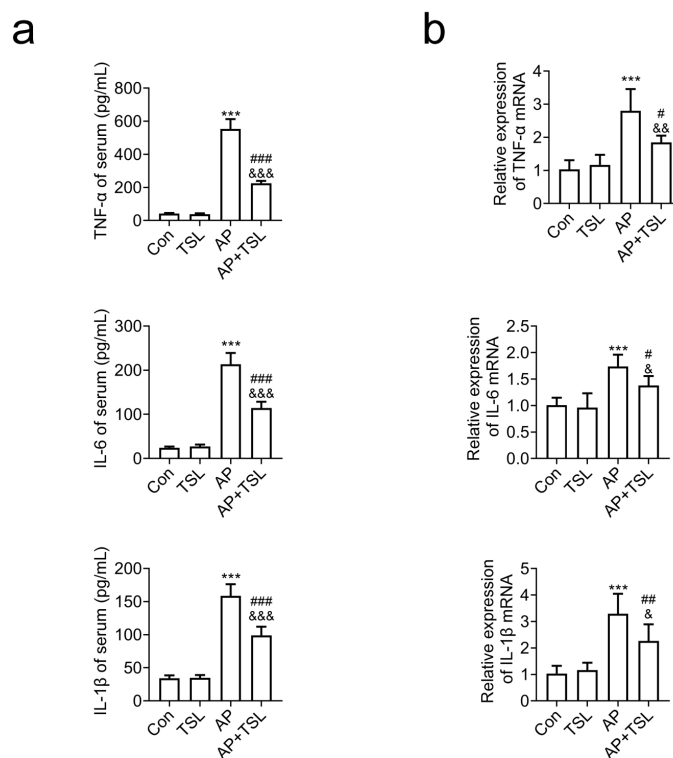 a
TNF-α of serum (pg/mL)
800
600
400
200
0
***
###
&&&
Con
TSL
AP
AP+TSL
IL-6 of serum (pg/mL)
300
200
100
0
***
###
&&&
Con
TSL
AP
AP+TSL
IL-1β of serum (pg/mL)
200
150
100
50
0
***
###
&&&
Con
TSL
AP
AP+TSL
b
Relative expression
of TNF-α mRNA
4
3
2
1
0
***
#
&&
Con
TSL
AP
AP+TSL
Relative expression
of IL-6 mRNA
2.5
2.0
1.5
1.0
0.5
0.0
***
#
&
Con
TSL
AP
AP+TSL
Relative expression
of IL-1β mRNA
5
4
3
2
1
0
***
##
&
Con
TSL
AP
AP+TSL